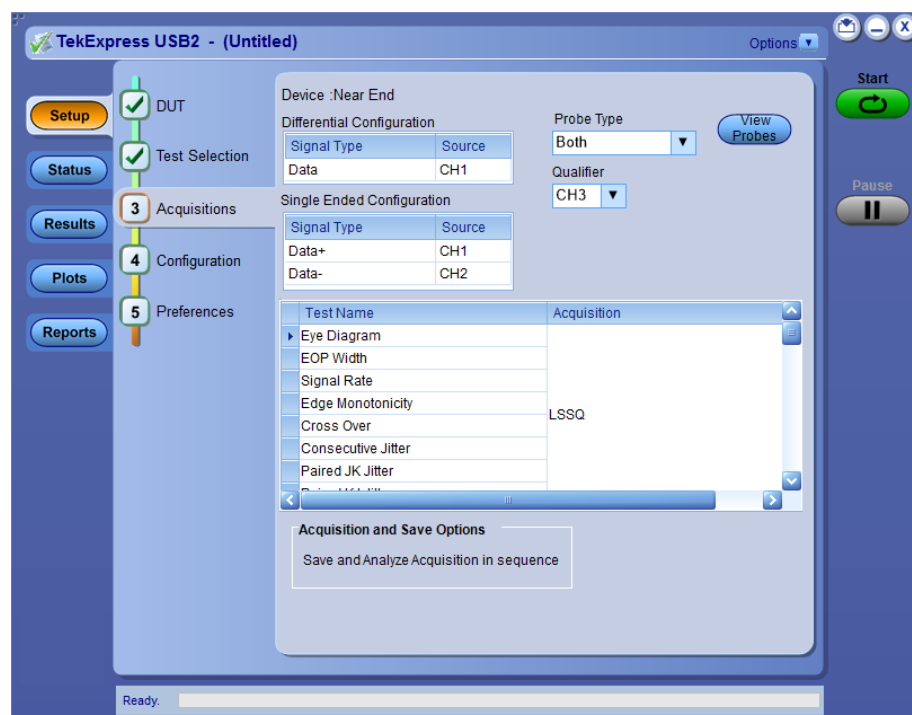 TekExpress USB2 - (Untitled)
Options
Start
Pause
Setup
Status
Results
Plots
Reports
DUT
Test Selection
3 Acquisitions
4 Configuration
5 Preferences
Device :Near End
Differential Configuration
Signal Type Source
Data CH1
Single Ended Configuration
Signal Type Source
Data+ CH1
Data- CH2
Probe Type
Both
View Probes
Qualifier
CH3
Test Name Acquisition
Eye Diagram
EOP Width
Signal Rate
Edge Monotonicity
LSSQ
Cross Over
Consecutive Jitter
Paired JK Jitter
Acquisition and Save Options
Save and Analyze Acquisition in sequence
Ready.